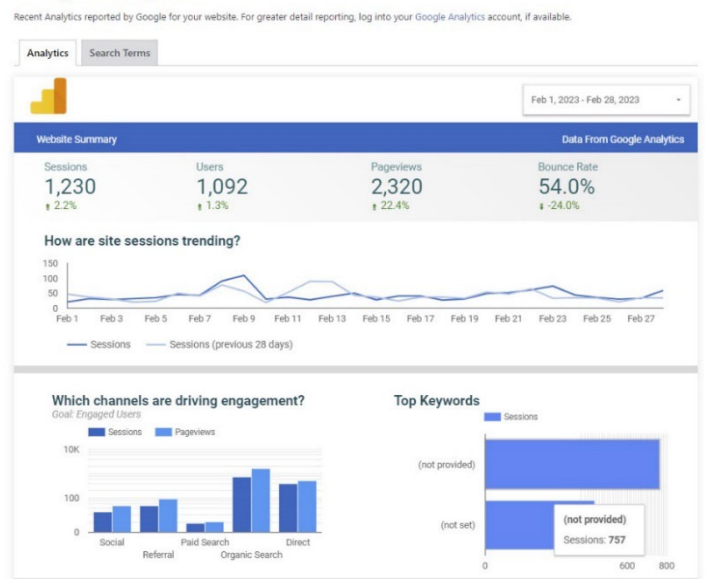 Recent Analytics reported by Google for your website. For greater detail reporting, log into your Google Analytics account, if available.
Analytics
Search Terms
Feb 1, 2023 - Feb 28, 2023
Website Summary
Data From Google Analytics
Sessions
Users
Pageviews
Bounce Rate
1,230
1,092
2,320
54.0%
2.2%
1.3%
22.4%
-24.0%
How are site sessions trending?
150
100
50
0
Feb 1
Feb 3
Feb 5
Feb 7
Feb 9
Feb 11
Feb 13
Feb 15
Feb 17
Feb 19
Feb 21
Feb 23
Feb 25
Feb 27
Sessions
Sessions (previous 28 days)
Which channels are driving engagement?
Goal: Engaged Users
Sessions
Pageviews
10K
100
0
Social
Referral
Paid Search
Organic Search
Direct
Top Keywords
Sessions
(not provided)
(not set)
(not provided)
Sessions: 757
0
600
800